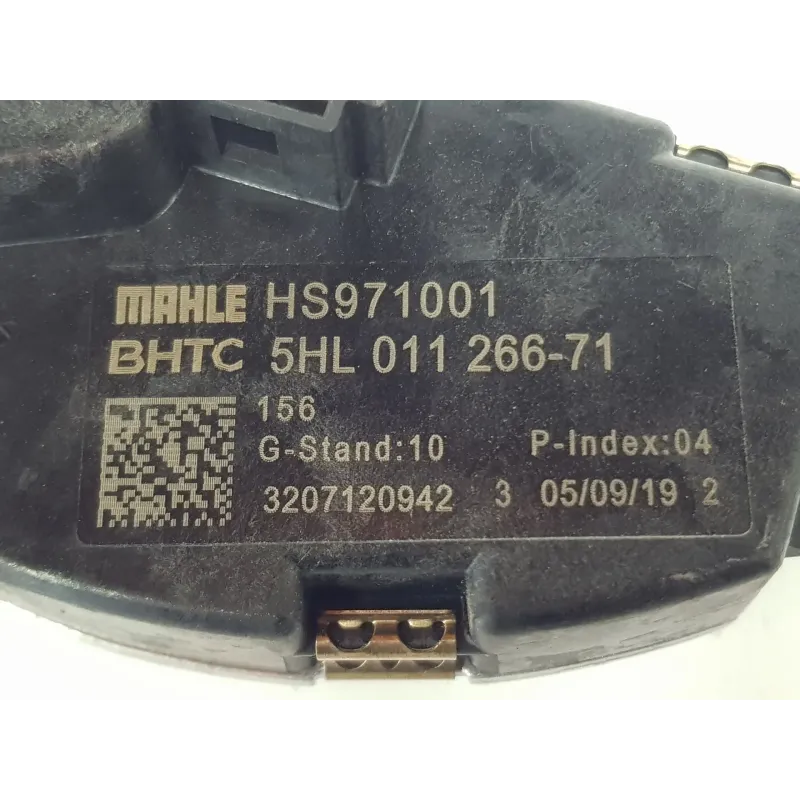 MAHLE HS971001
BHTC 5HL 011 266-71
156
G-Stand:10 P-Index:04
3207120942 3 05/09/19 2